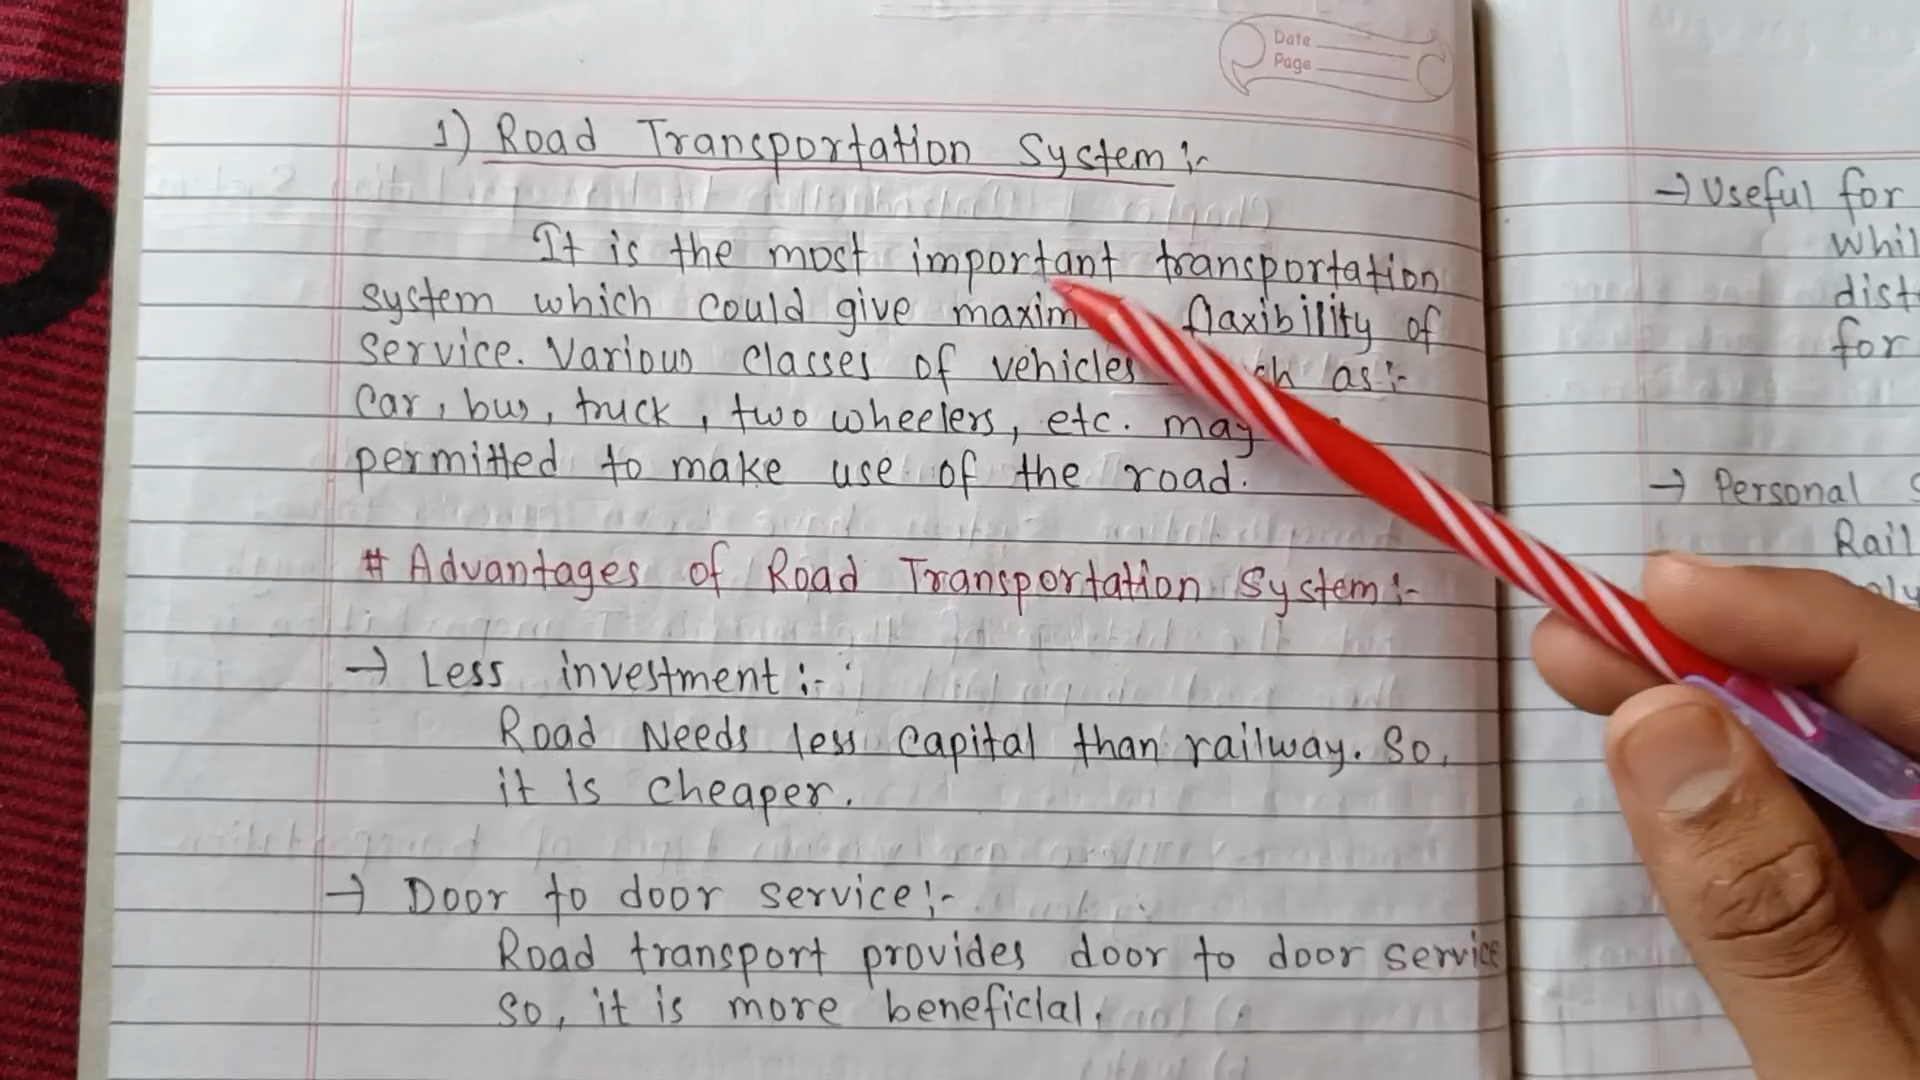 Date
Page
1) Road Transportation System :-
It is the most important transportation
system which could give maxim flaxibility of
service. Various classes of vehicles as :-
Car, bus, truck, two wheelers, etc. may
permitted to make use of the road.
# Advantages of Road Transportation System :-
→ Less investment :-
Road Needs less capital than railway. So,
it is cheaper.
→ Door to door service :-
Road transport provides door to door service
so, it is more beneficial.
→ Useful for
whil
dist
for
→ Personal
Rail